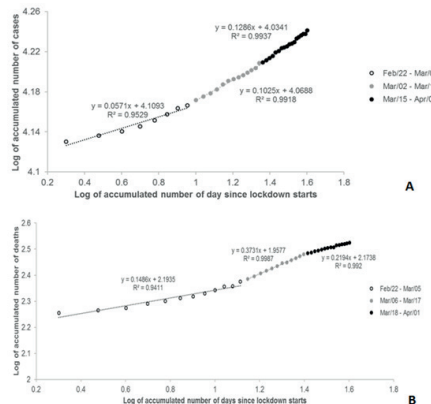 4.26
y = 0.1286x + 4.0341
R² = 0.9937
4.22
4.18
y = 0.0571x + 4.1093
R² = 0.9529
y = 0.1025x + 4.0688
R² = 0.9918
4.14
4.1
0.2 0.4 0.6 0.8 1 1.2 1.4 1.6 1.8
Log of accumulated number of cases
Log of accumulated number of day since lockdown starts
Feb/22 - Mar/0
Mar/02 - Mar/1
Mar/15 - Apr/0
A
2.6
2.5
2.4
2.3
2.2
2.1
2
y = 0.1486x + 2.1935
R² = 0.9411
y = 0.3731x + 1.9577
R² = 0.9987
y = 0.2194x + 2.1738
R² = 0.992
0.2 0.4 0.6 0.8 1 1.2 1.4 1.6 1.8
Log of accumulated number of deaths
Log of accumulated number of days since lockdown starts
Feb/22 - Mar/05
Mar/06 - Mar/17
Mar/18 - Apr/01
B